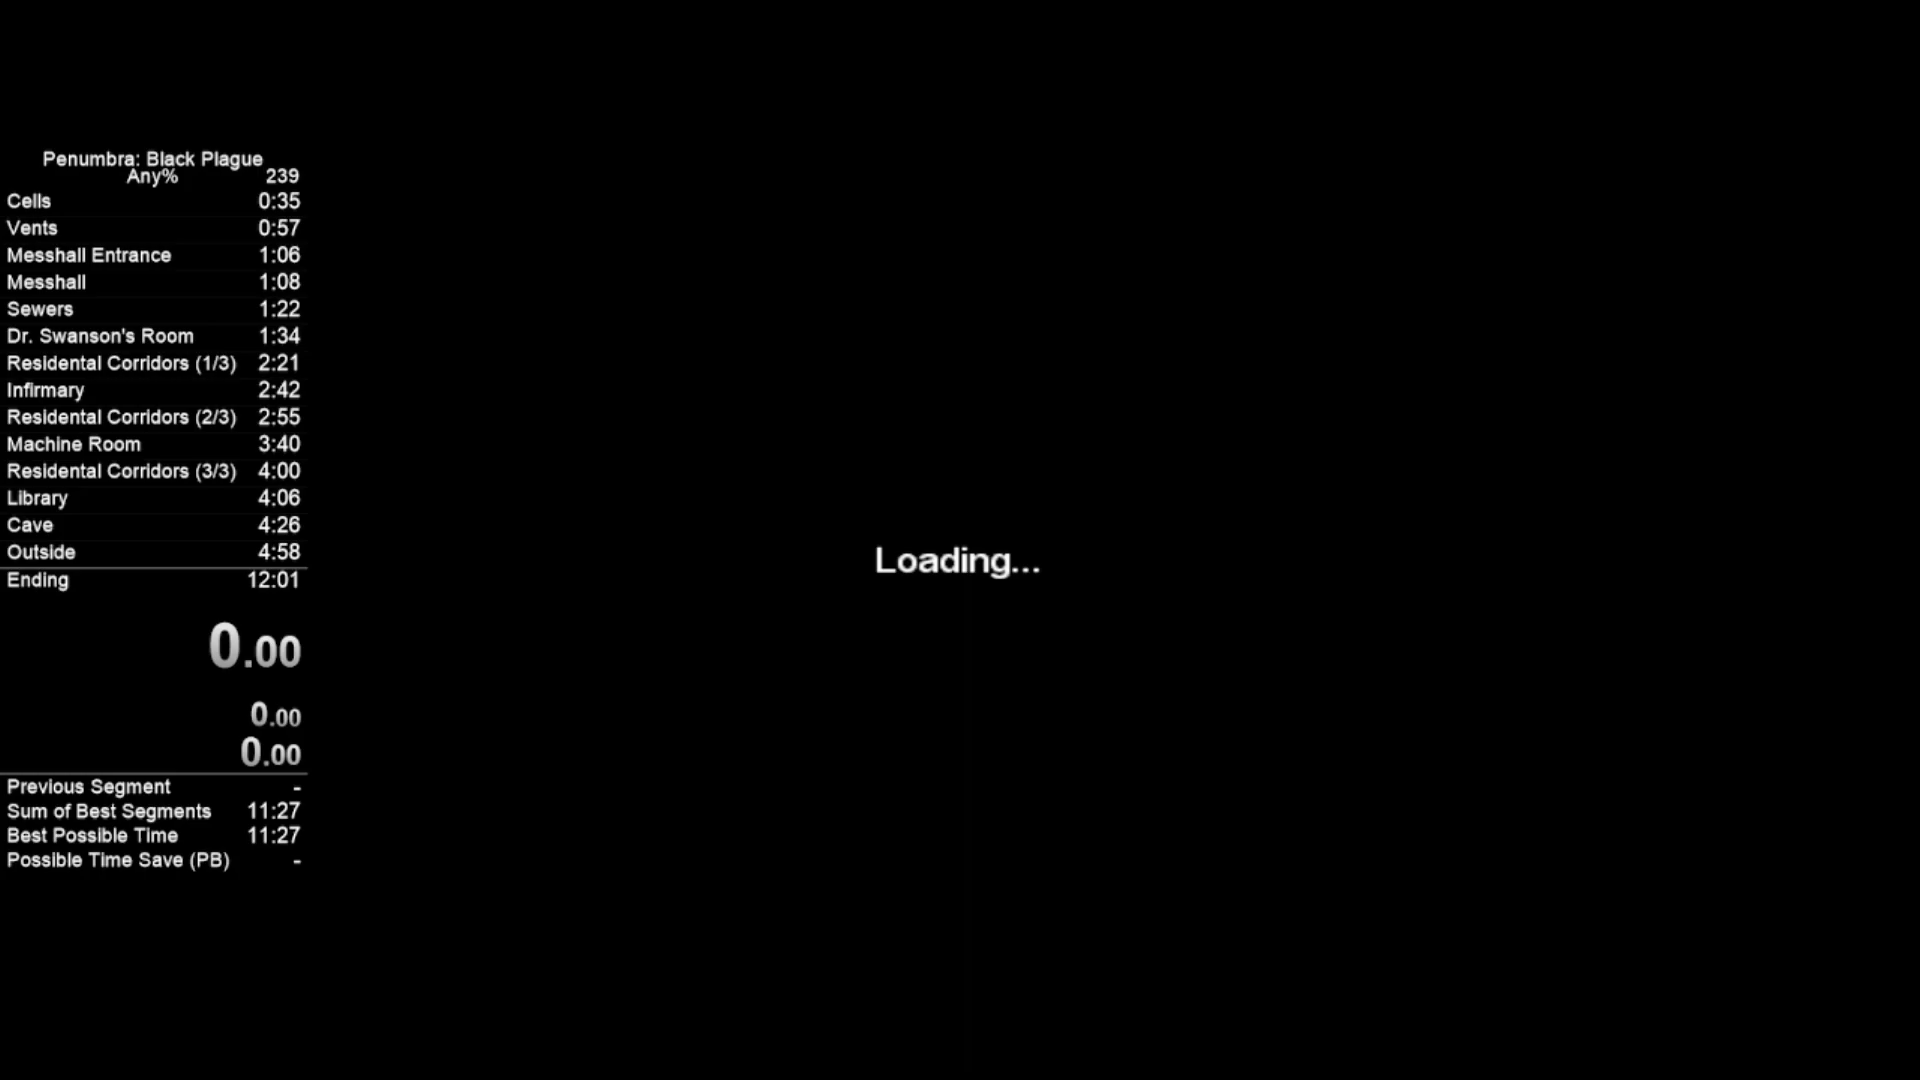 Penumbra: Black Plague
Any% 239
Cells 0:35
Vents 0:57
Messhall Entrance 1:06
Messhall 1:08
Sewers 1:22
Dr. Swanson's Room 1:34
Residental Corridors (1/3) 2:21
Infirmary 2:42
Residental Corridors (2/3) 2:55
Machine Room 3:40
Residental Corridors (3/3) 4:00
Library 4:06
Cave 4:26
Outside 4:58
Ending 12:01
0.00
0.00
0.00
Previous Segment -
Sum of Best Segments 11:27
Best Possible Time 11:27
Possible Time Save (PB) -
Loading...